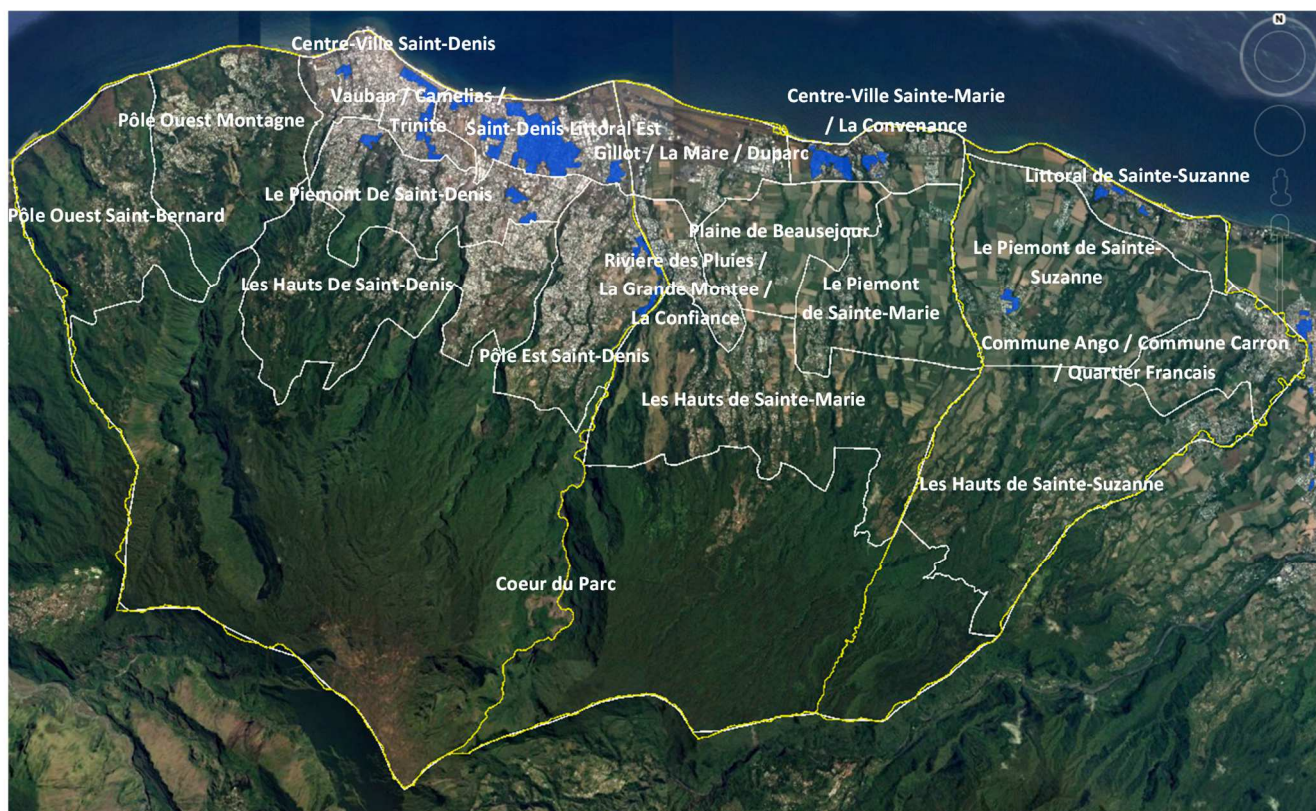 N
Centre-Ville Saint-Denis
Vauban / Camelias /
Trinite
Pôle Ouest Montagne
Saint-Denis Littoral Est
Centre-Ville Sainte-Marie
/ La Convenance
Gillot / La Mare / Duparc
Littoral de Sainte-Suzanne
Le Piemont De Saint-Denis
Pôle Ouest Saint-Bernard
Plaine de Beausejour
Le Piemont de Sainte-
Suzanne
Riviere des Pluies /
La Grande Montee /
La Confiance
Les Hauts De Saint-Denis
Le Piemont
de Sainte-Marie
Pôle Est Saint-Denis
Commune Ango / Commune Carron
/ Quartier Francais
Les Hauts de Sainte-Marie
Les Hauts de Sainte-Suzanne
Coeur du Parc